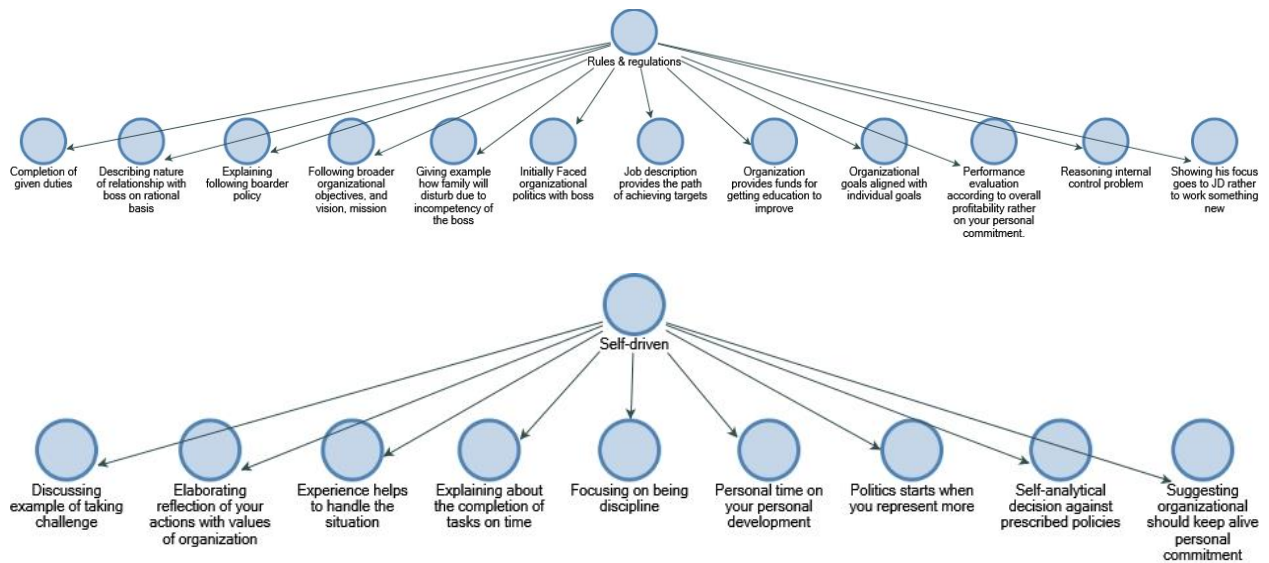 Rules & regulations
Completion of
given duties
Describing nature
of relationship with
boss on rational
basis
Explaining
following boarder
policy
Following broader
organizational
objectives, and
vision, mission
Giving example
how family will
disturb due to
incompetency of
the boss
Initially Faced
organizational
politics with boss
Job description
provides the path
of achieving targets
Organization
provides funds for
getting education to
improve
Organizational
goals aligned with
individual goals
Performance
evaluation
according to overall
profitability rather
on your personal
commitment.
Reasoning internal
control problem
Showing his focus
goes to JD rather
to work something
new
Self-driven
Discussing
example of taking
challenge
Elaborating
reflection of your
actions with values
of organization
Experience helps
to handle the
situation
Explaining about
the completion of
tasks on time
Focusing on being
discipline
Personal time on
your personal
development
Politics starts when
you represent more
Self-analytical
decision against
prescribed policies
Suggesting
organizational
should keep alive
personal
commitment